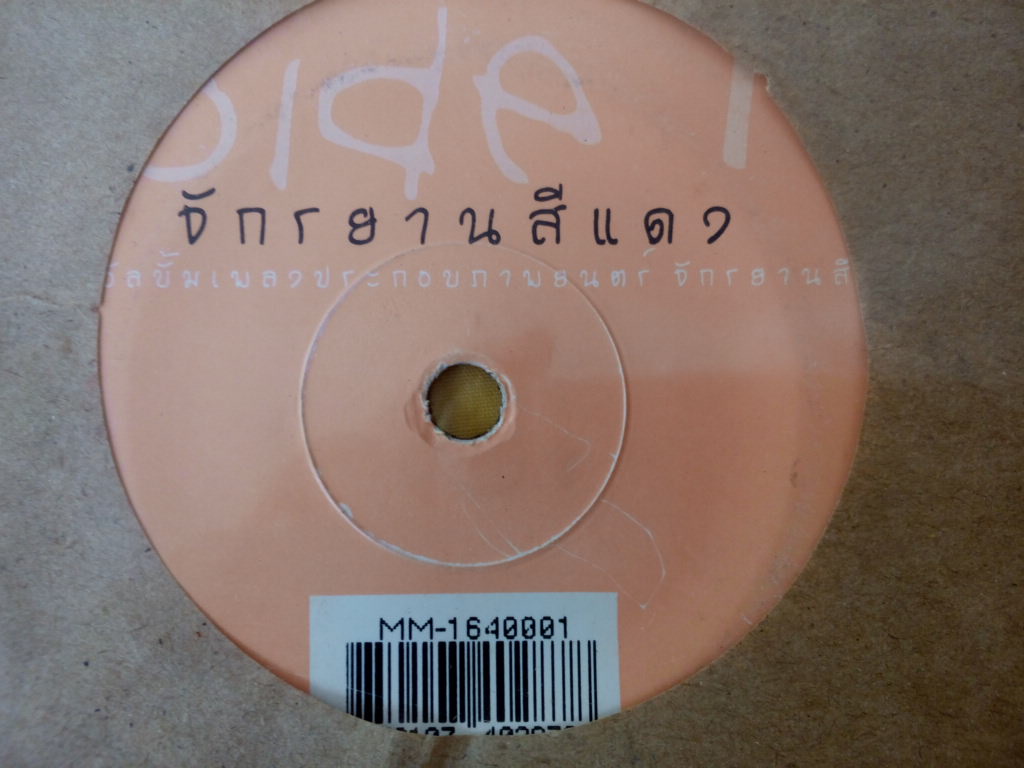 side 1
จักรยานสีแดง
อัลบั้มเพลงประกอบภาพยนตร์ จักรยานสี
MM-1640001